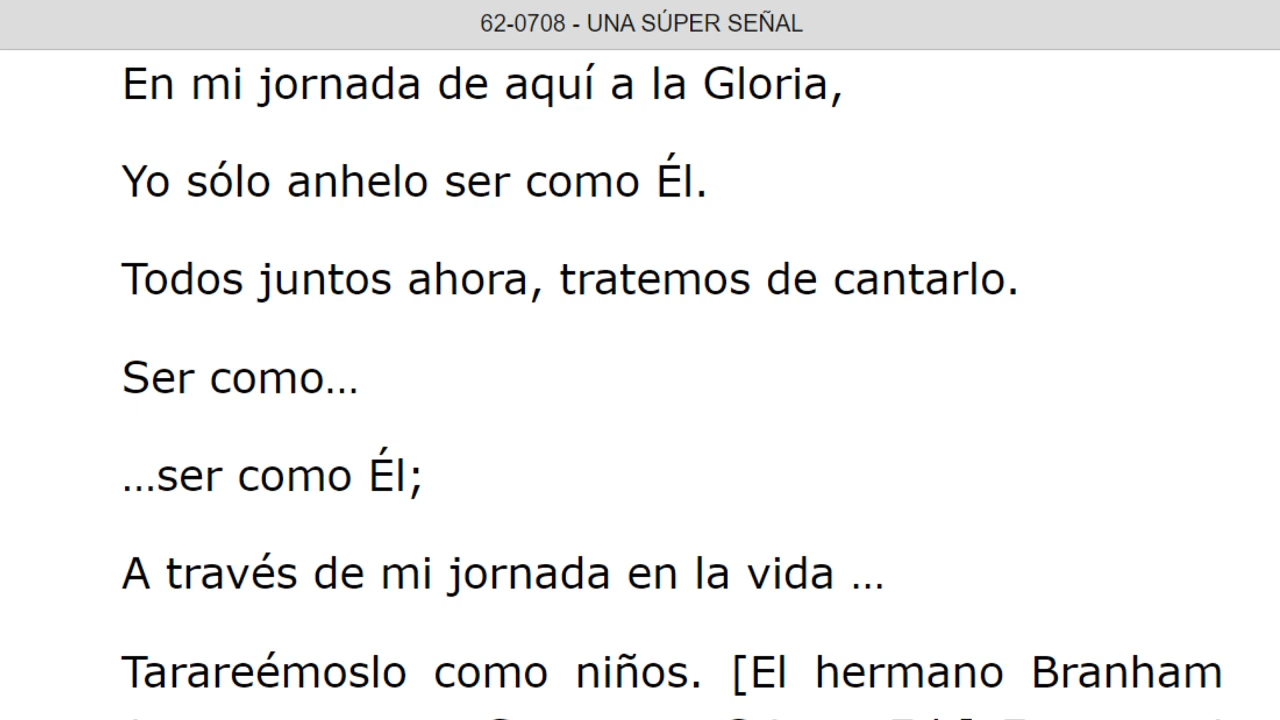 62-0708 - UNA SÚPER SEÑAL
En mi jornada de aquí a la Gloria,
Yo sólo anhelo ser como Él.
Todos juntos ahora, tratemos de cantarlo.
Ser como…
…ser como Él;
A través de mi jornada en la vida …
Tarareémoslo como niños. [El hermano Branham